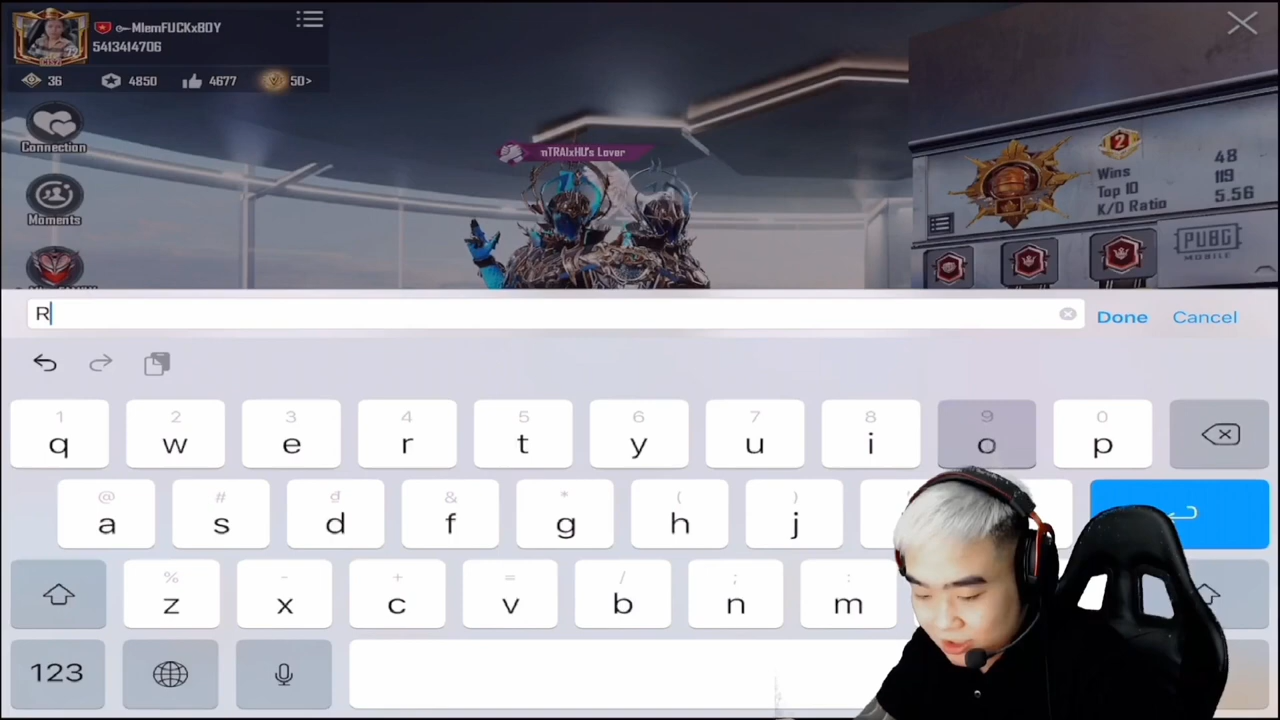 MlemFUCKxBOY
5413414706
36
4850
4677
50>
Connection
Moments
mTRAIxHU's Lover
2
Wins 48
Top 10 119
K/D Ratio 5.56
PUBG
MOBILE
R
Done
Cancel
1 2 3 4 5 6 7 8 9 0
q w e r t y u i o p
@ # đ & * ( )
a s d f g h j
% - + = / ; :
z x c v b n m
123